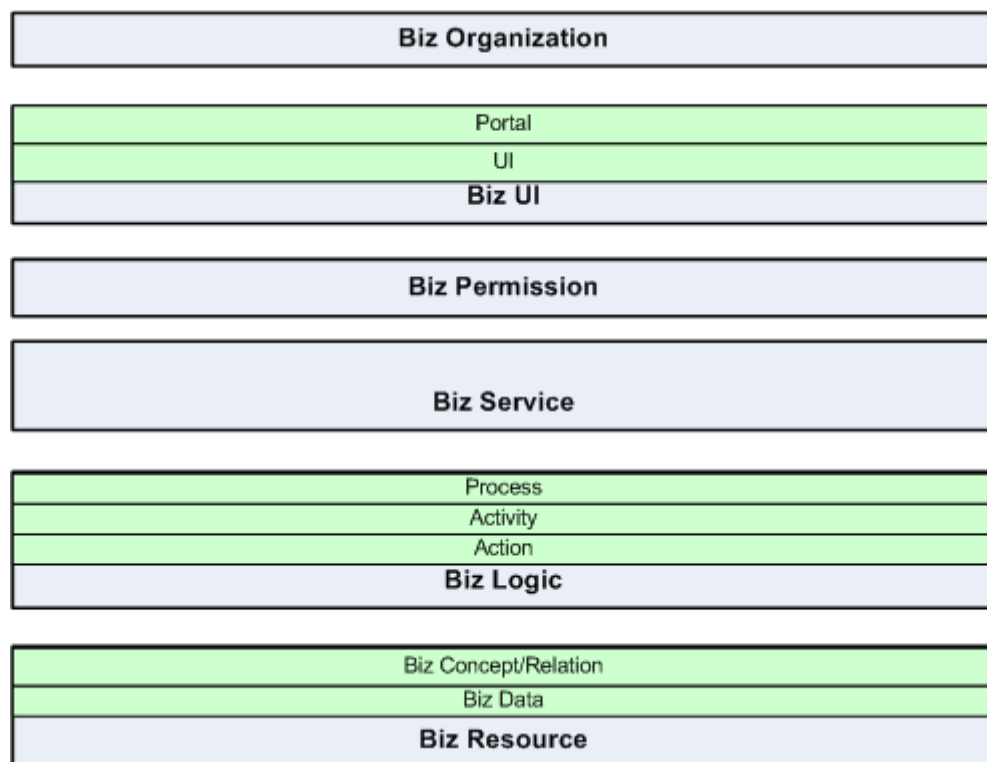 Biz Organization
Portal
UI
Biz UI
Biz Permission
Biz Service
Process
Activity
Action
Biz Logic
Biz Concept/Relation
Biz Data
Biz Resource